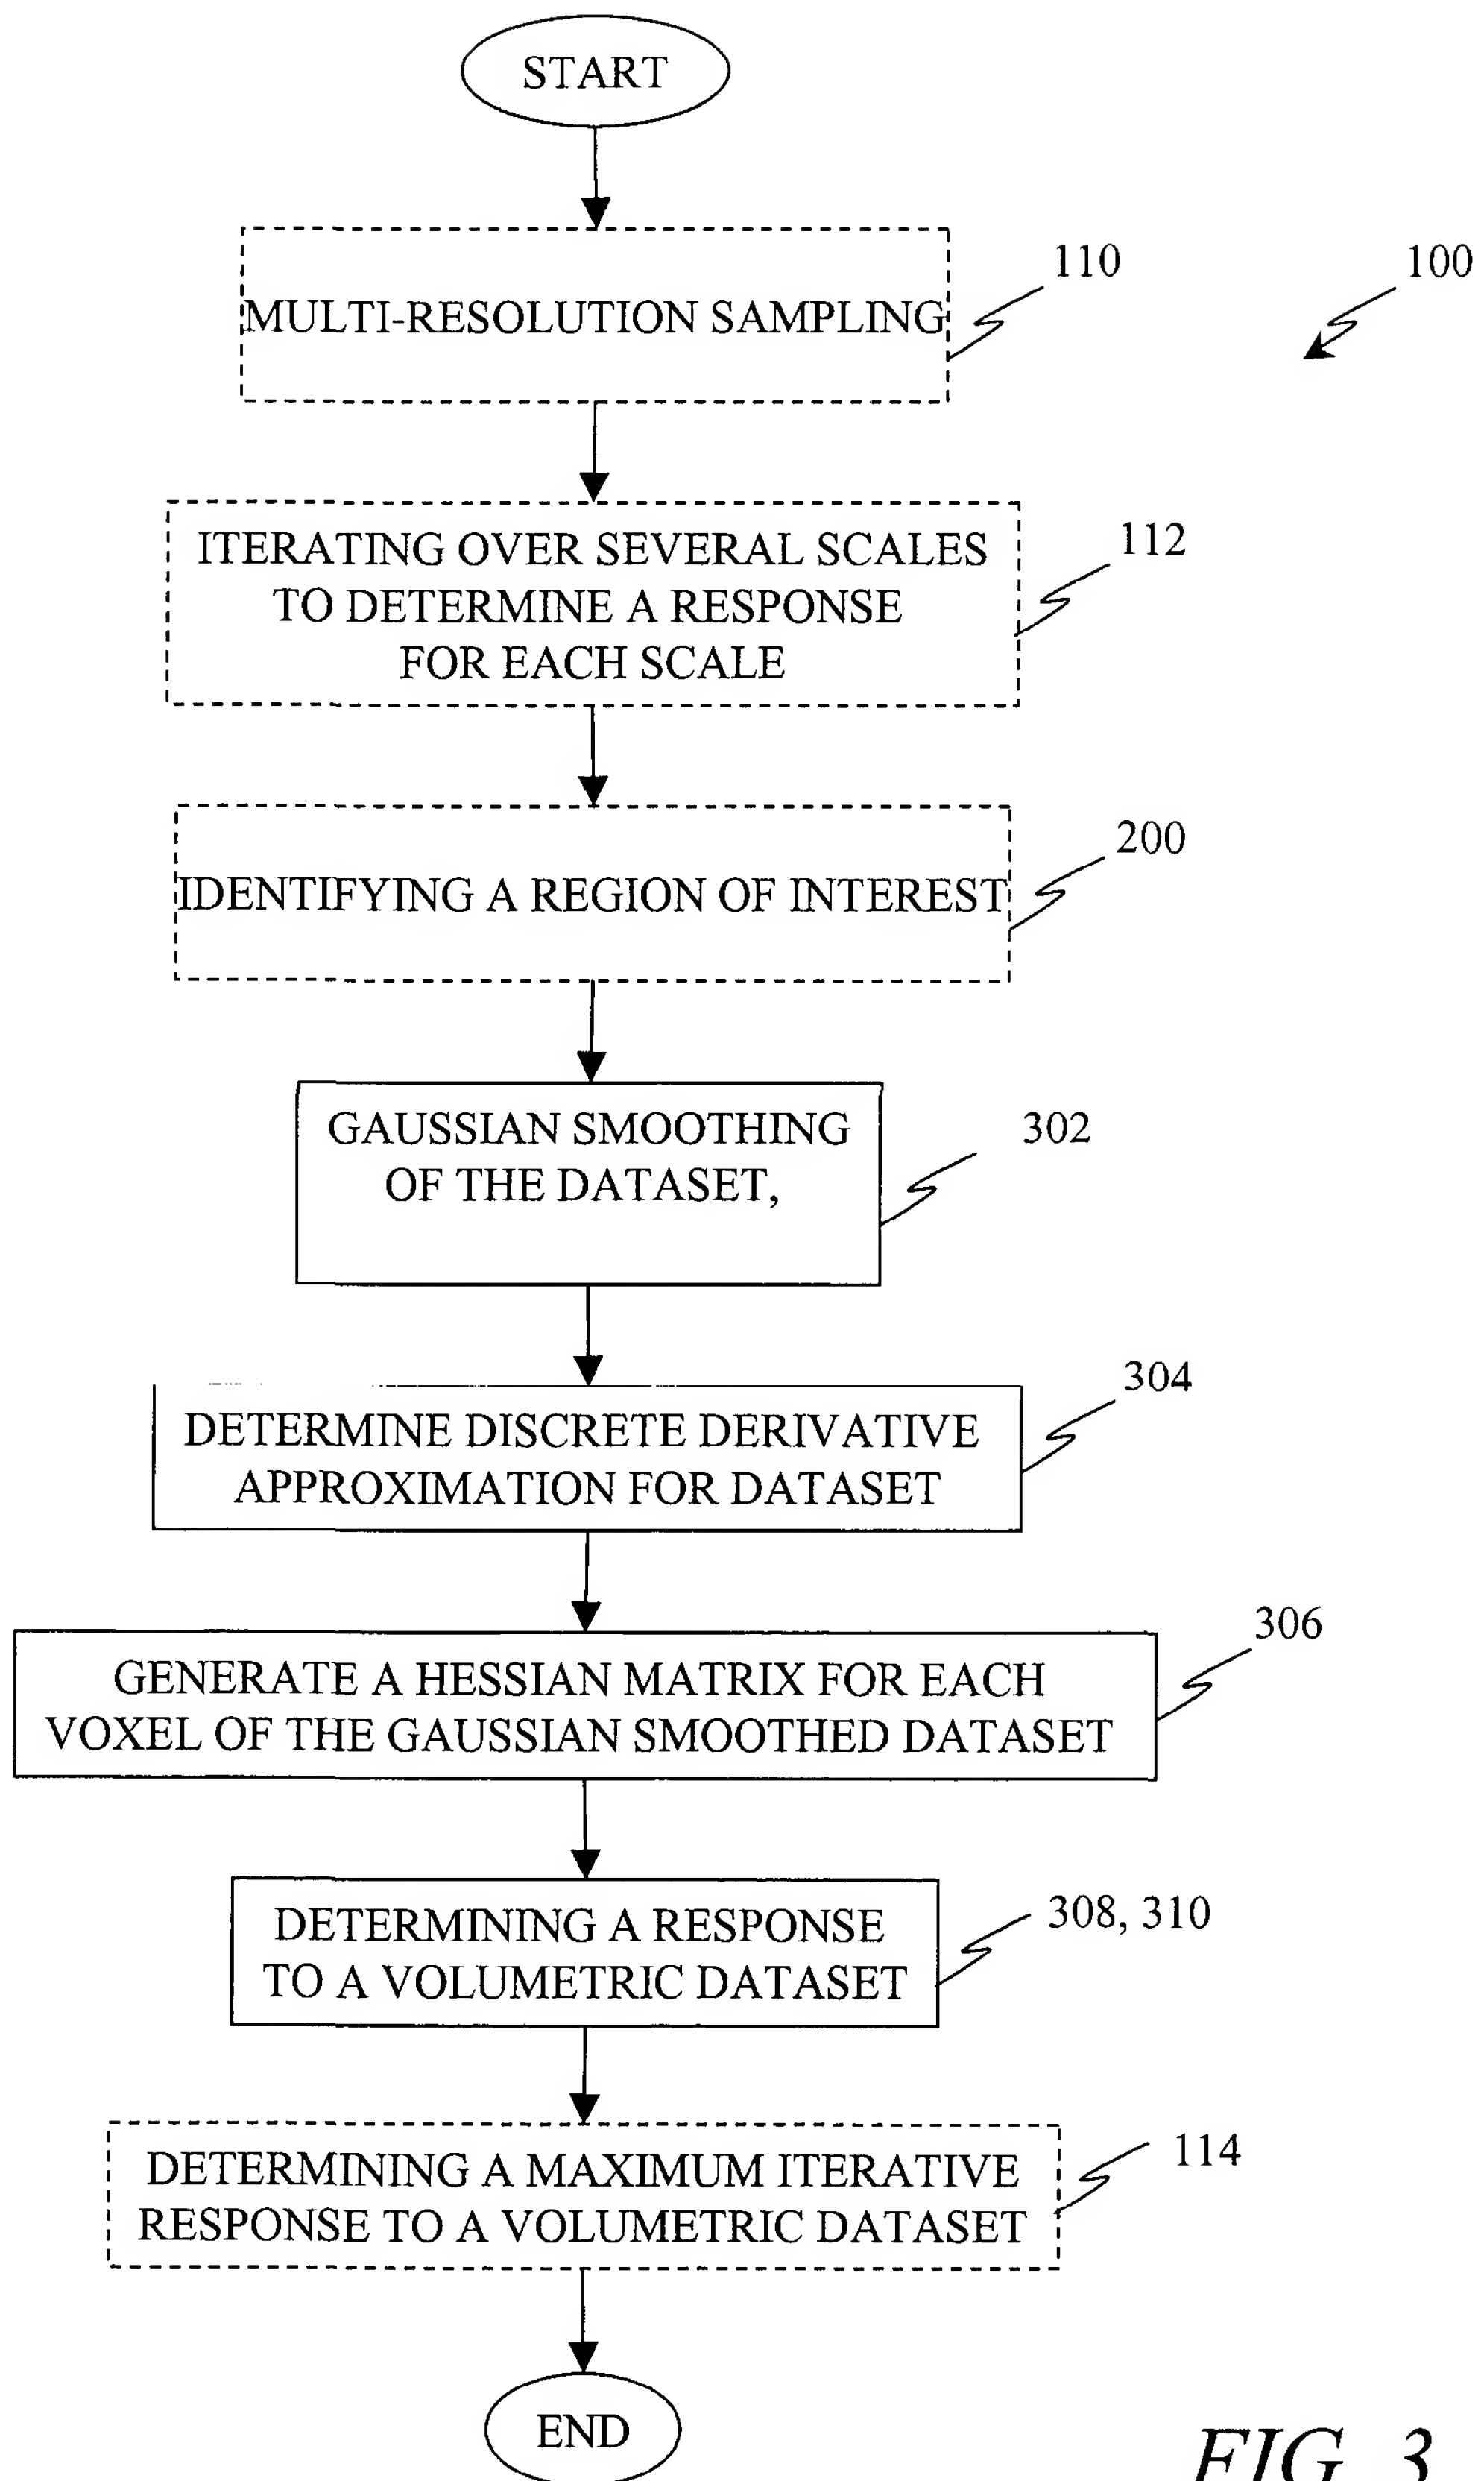 START
MULTI-RESOLUTION SAMPLING
110
100
ITERATING OVER SEVERAL SCALES
TO DETERMINE A RESPONSE
FOR EACH SCALE
112
IDENTIFYING A REGION OF INTEREST
200
GAUSSIAN SMOOTHING
OF THE DATASET,
302
DETERMINE DISCRETE DERIVATIVE
APPROXIMATION FOR DATASET
304
GENERATE A HESSIAN MATRIX FOR EACH
VOXEL OF THE GAUSSIAN SMOOTHED DATASET
306
DETERMINING A RESPONSE
TO A VOLUMETRIC DATASET
308, 310
DETERMINING A MAXIMUM ITERATIVE
RESPONSE TO A VOLUMETRIC DATASET
114
END
FIG. 3